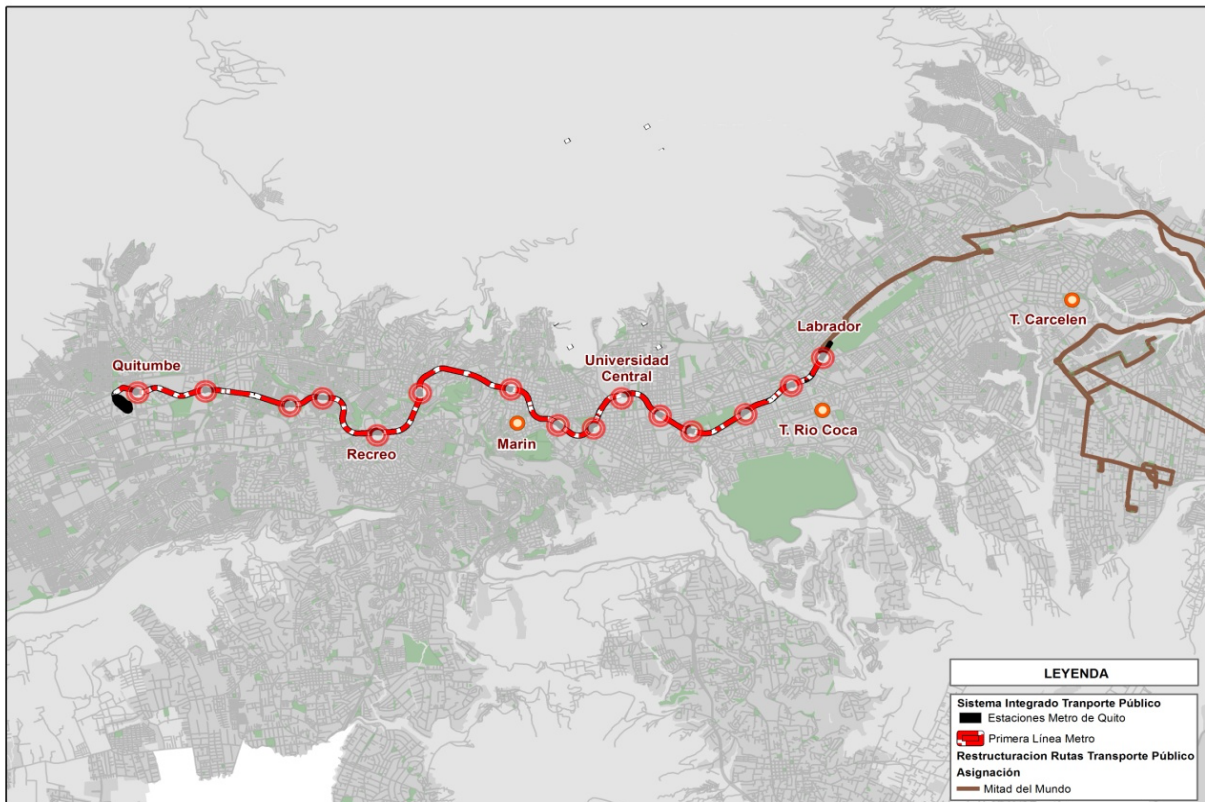 Labrador
T. Carcelen
Quitumbe
Universidad
Central
T. Rio Coca
Marin
Recreo
LEYENDA
Sistema Integrado Tranporte Público
Estaciones Metro de Quito
Primera Línea Metro
Restructuracion Rutas Transporte Público
Asignación
Mitad del Mundo